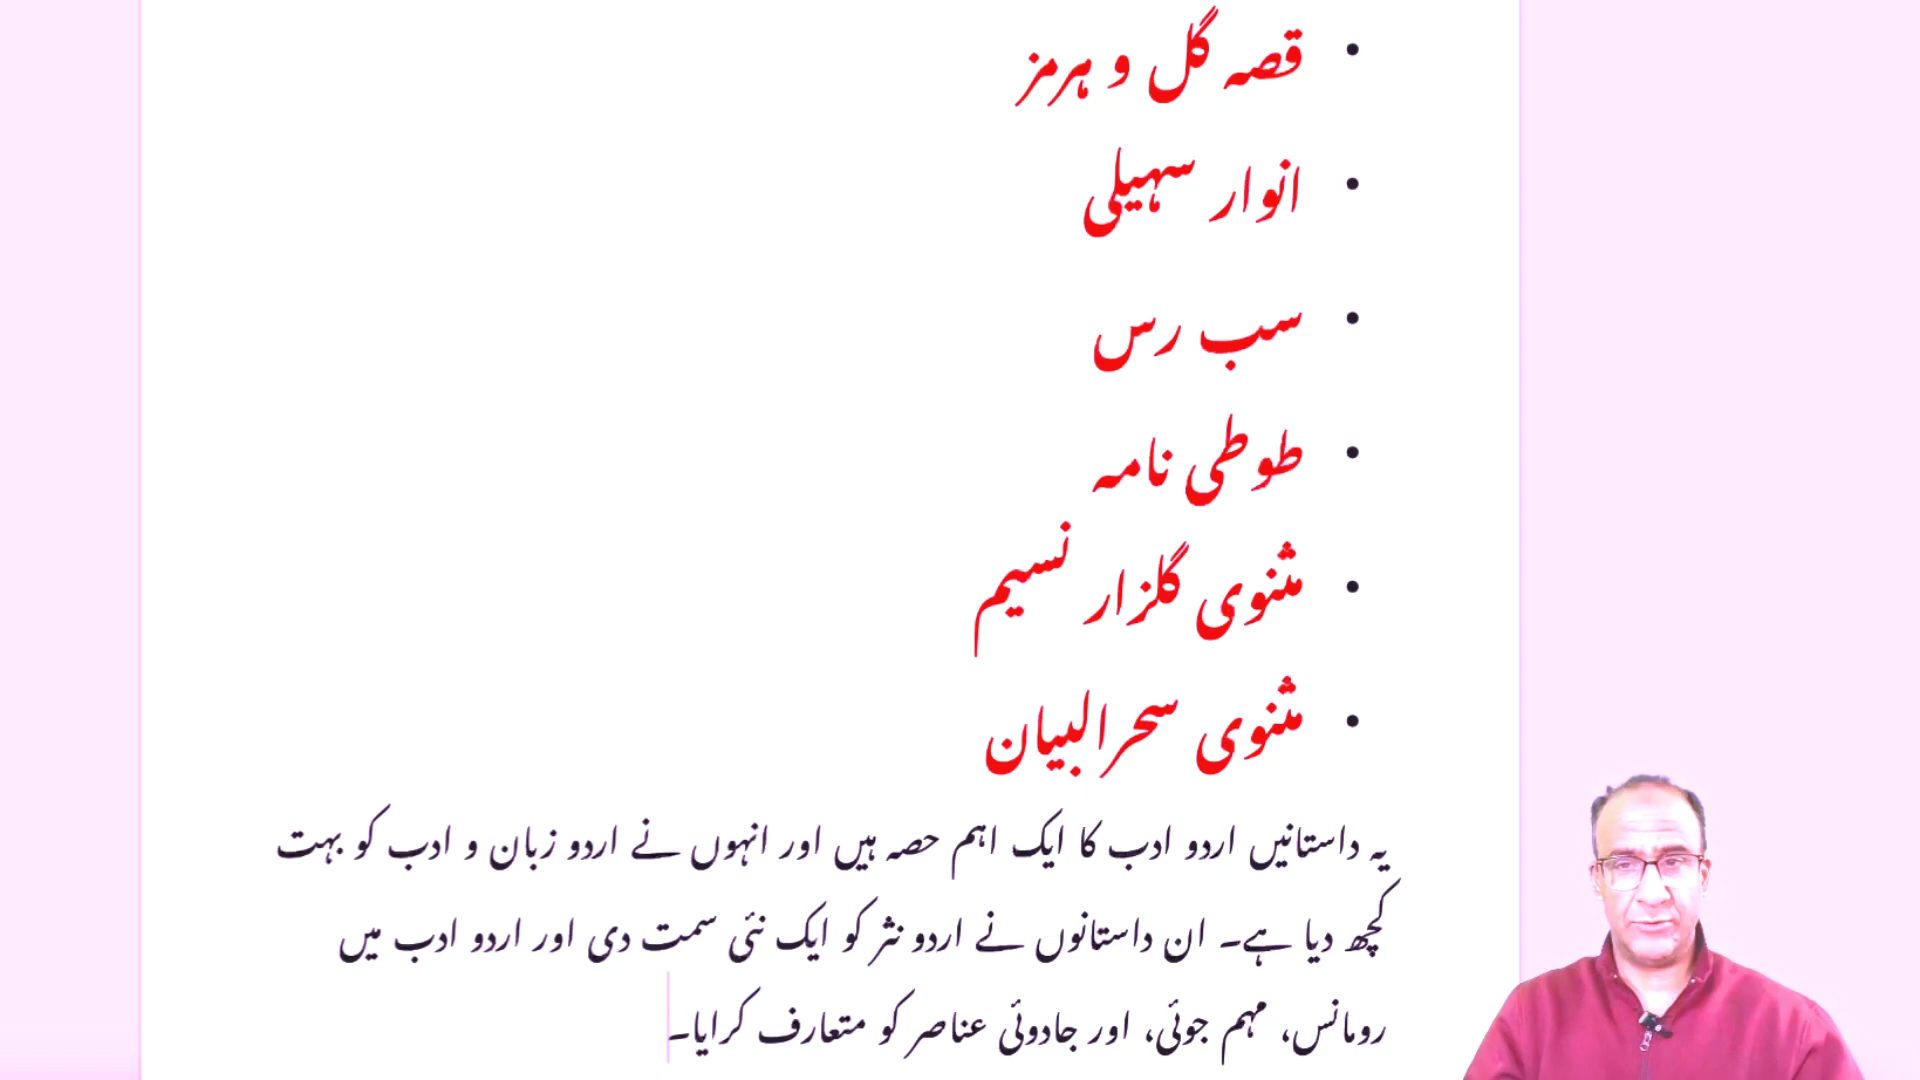 قصہ گل و ہرمز
انوار سہیلی
سب رس
طوطی نامہ
مثنوی گلزار نسیم
مثنوی سحرالبیان
یہ داستانیں اردو ادب کا ایک اہم حصہ ہیں اور انہوں نے اردو زبان و ادب کو بہت
کچھ دیا ہے۔ ان داستانوں نے اردو نثر کو ایک نئی سمت دی اور اردو ادب میں
رومانس، مہم جوئی، اور جادوئی عناصر کو متعارف کرایا۔